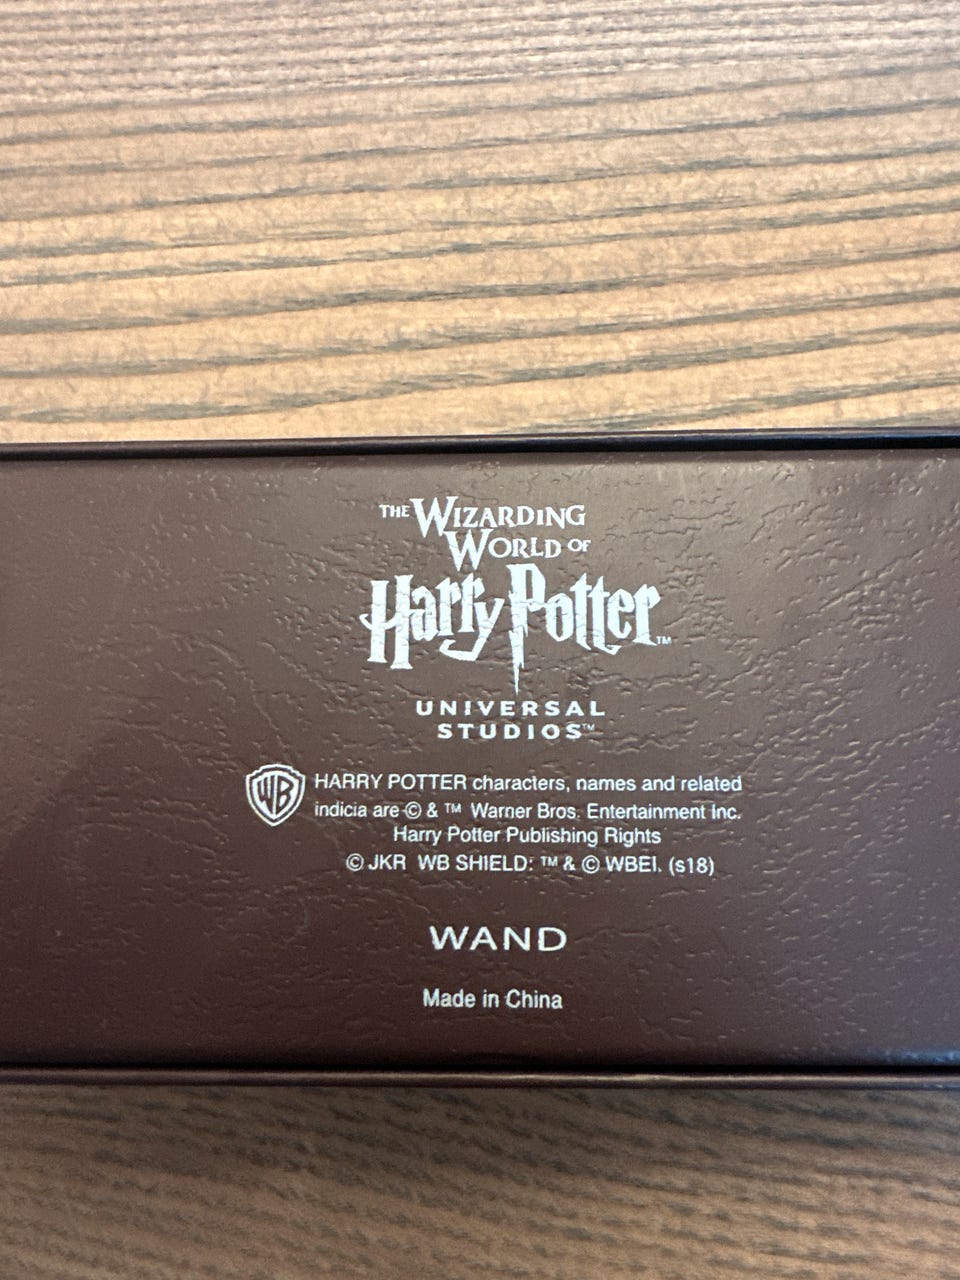 THE WIZARDING
WORLD OF
Harry Potter™
UNIVERSAL
STUDIOS™
WB HARRY POTTER characters, names and related
indicia are © & ™ Warner Bros. Entertainment Inc.
Harry Potter Publishing Rights
© JKR WB SHIELD: ™ & © WBEI. (s18)
WAND
Made in China